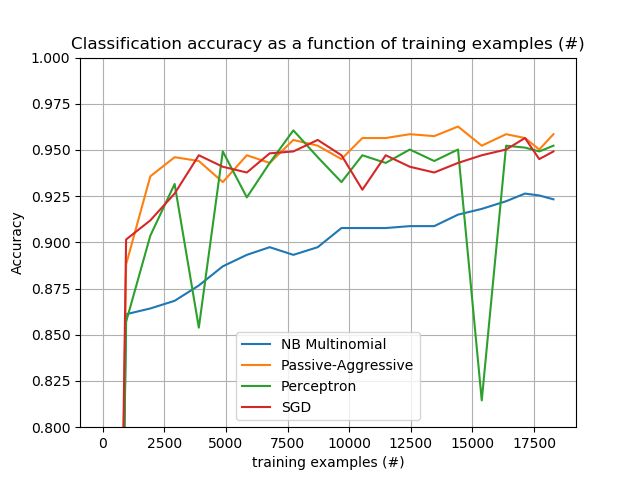 Classification accuracy as a function of training examples (#)
1.000
0.975
0.950
0.925
0.900
0.875
0.850
0.825
0.800
Accuracy
NB Multinomial
Passive-Aggressive
Perceptron
SGD
0 2500 5000 7500 10000 12500 15000 17500
training examples (#)